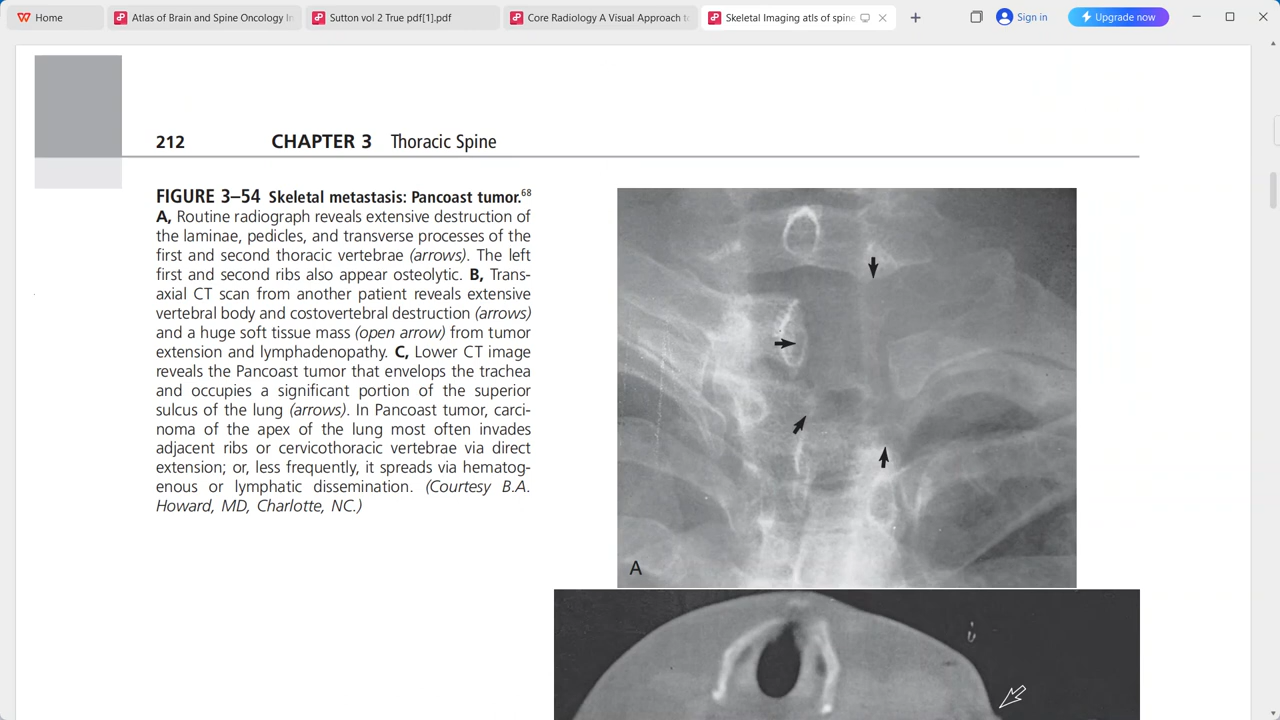 Home
Atlas of Brain and Spine Oncology I
Sutton vol 2 True pdf[1].pdf
Core Radiology A Visual Approach to
Skeletal Imaging atls of spine
Sign in
Upgrade now
212 CHAPTER 3 Thoracic Spine
FIGURE 3–54 Skeletal metastasis: Pancoast tumor.68
A, Routine radiograph reveals extensive destruction of
the laminae, pedicles, and transverse processes of the
first and second thoracic vertebrae (arrows). The left
first and second ribs also appear osteolytic. B, Trans-
axial CT scan from another patient reveals extensive
vertebral body and costovertebral destruction (arrows)
and a huge soft tissue mass (open arrow) from tumor
extension and lymphadenopathy. C, Lower CT image
reveals the Pancoast tumor that envelops the trachea
and occupies a significant portion of the superior
sulcus of the lung (arrows). In Pancoast tumor, carci-
noma of the apex of the lung most often invades
adjacent ribs or cervicothoracic vertebrae via direct
extension; or, less frequently, it spreads via hematog-
enous or lymphatic dissemination. (Courtesy B.A.
Howard, MD, Charlotte, NC.)
A